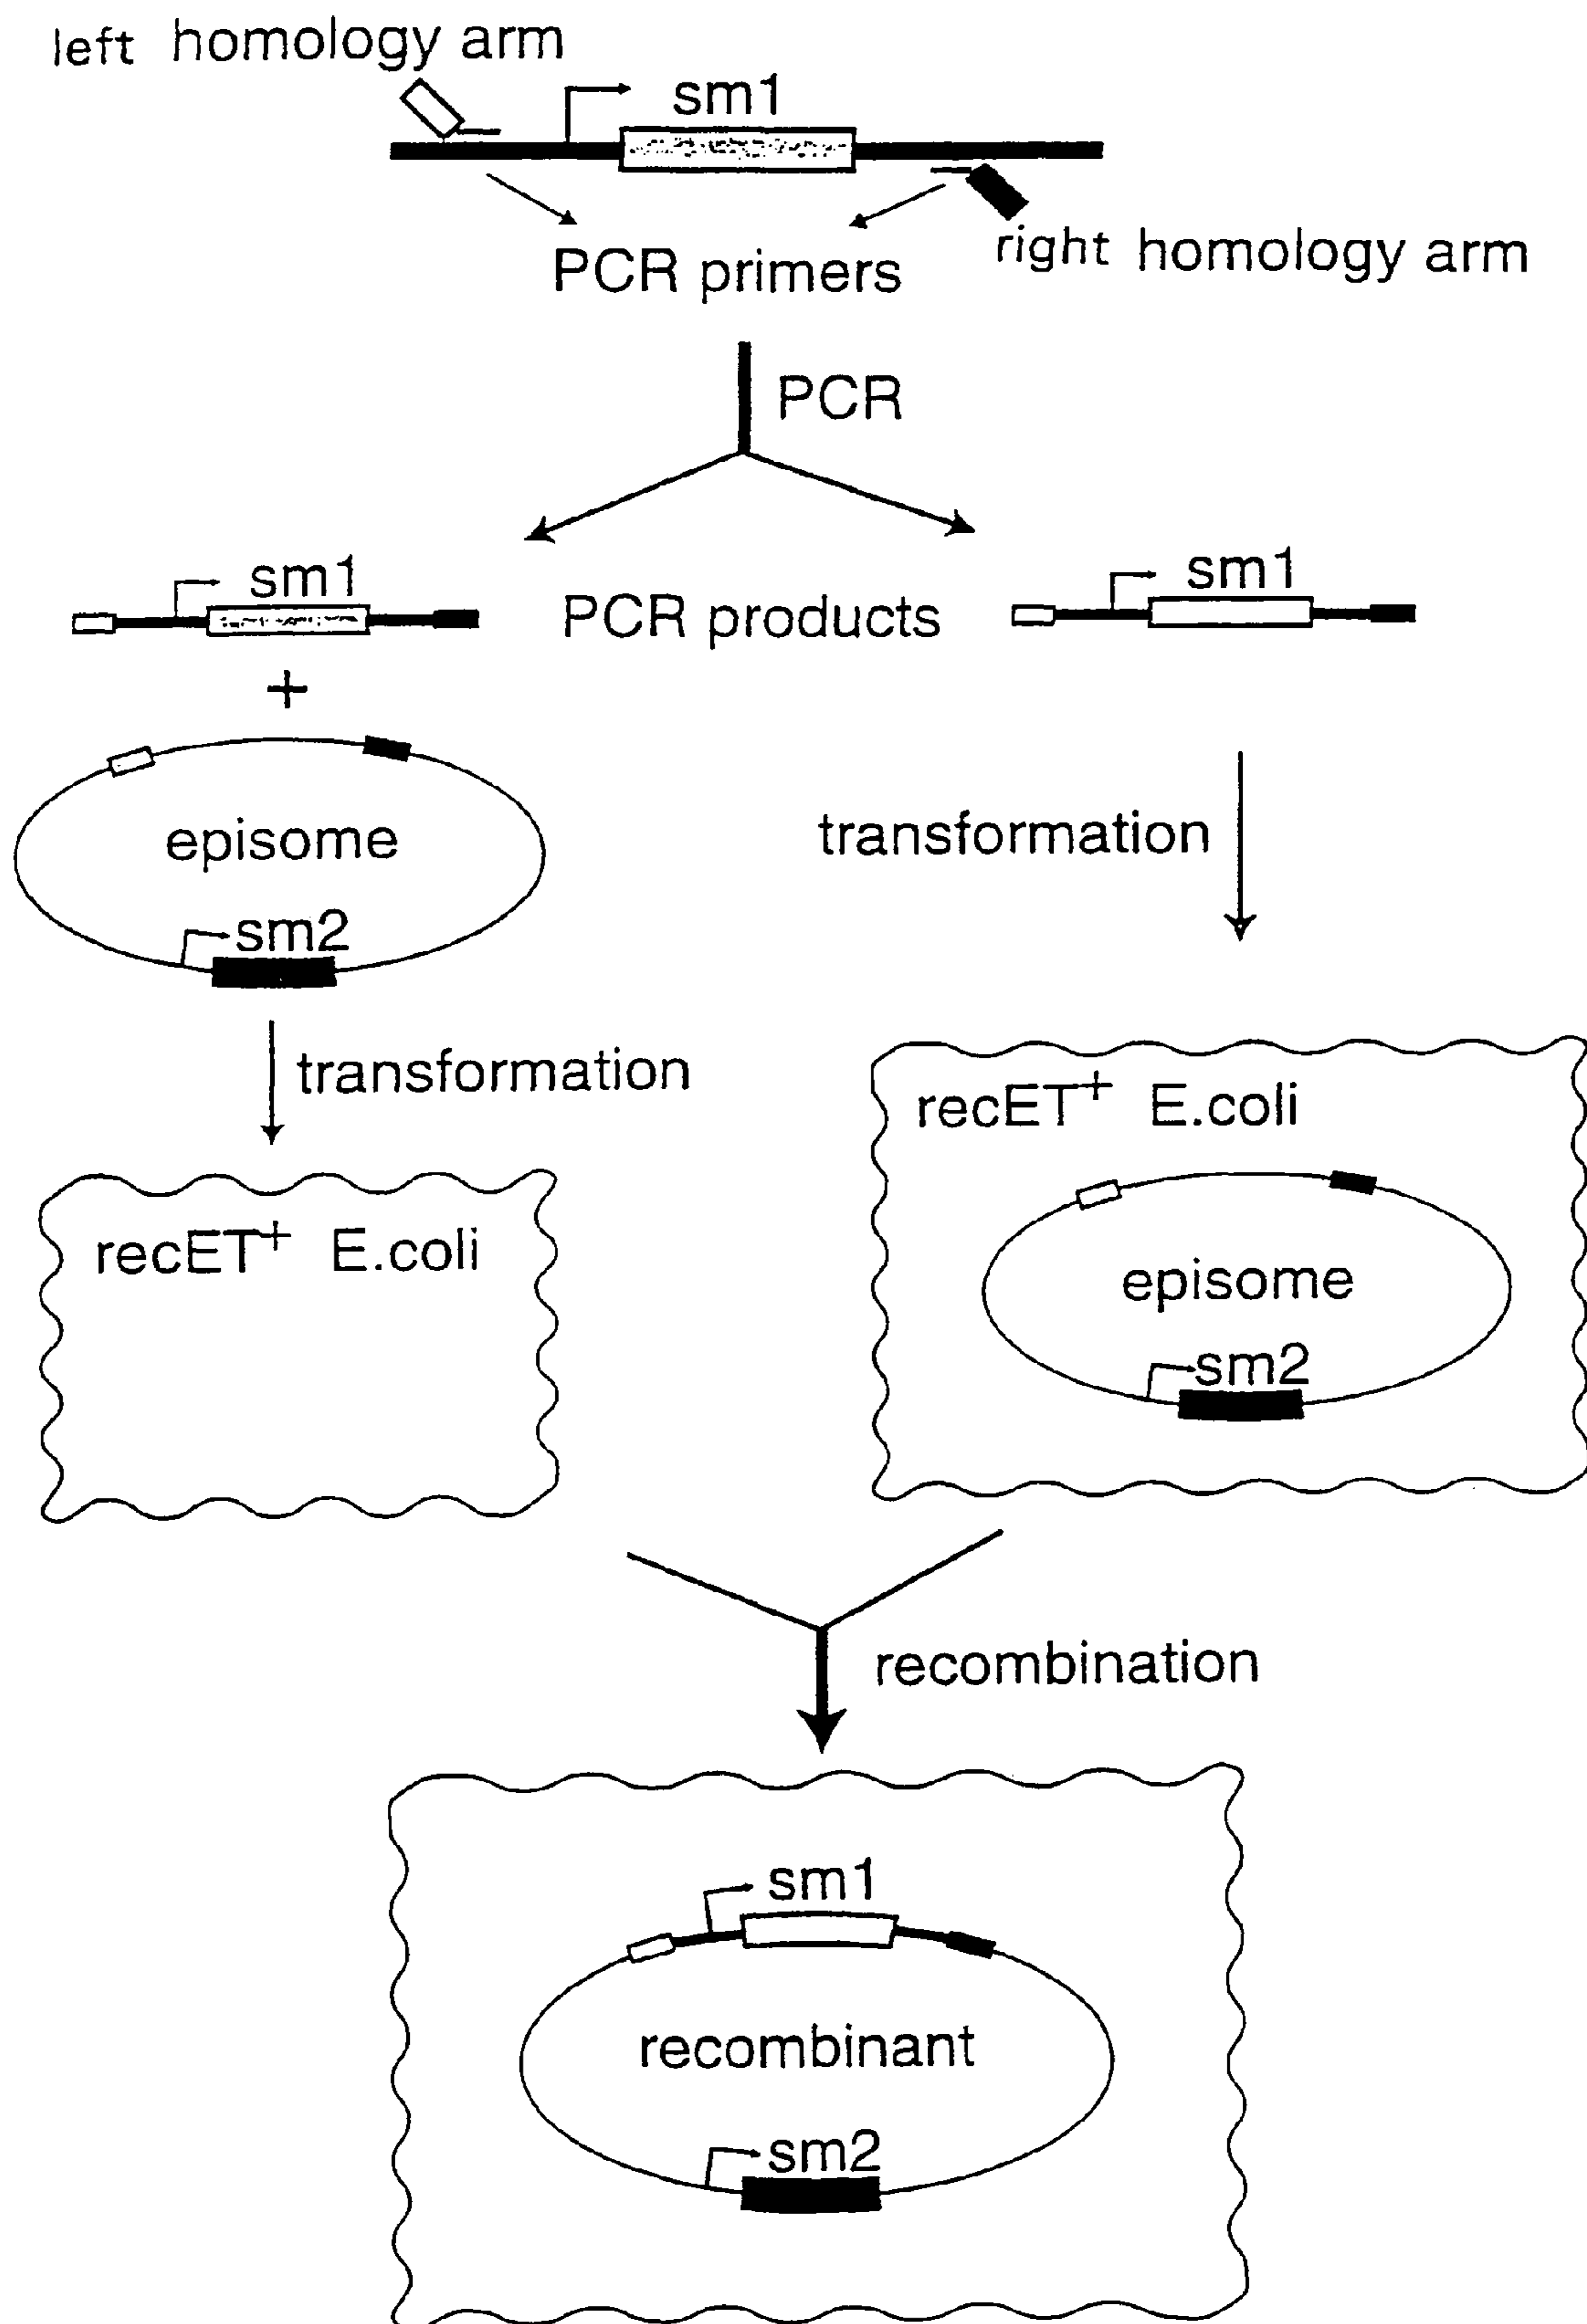 left homology arm
sm1
right homology arm
PCR primers
PCR
sm1
PCR products
sm1
+
episome
sm2
transformation
transformation
recET+ E.coli
recET+ E.coli
episome
sm2
recombination
sm1
recombinant
sm2